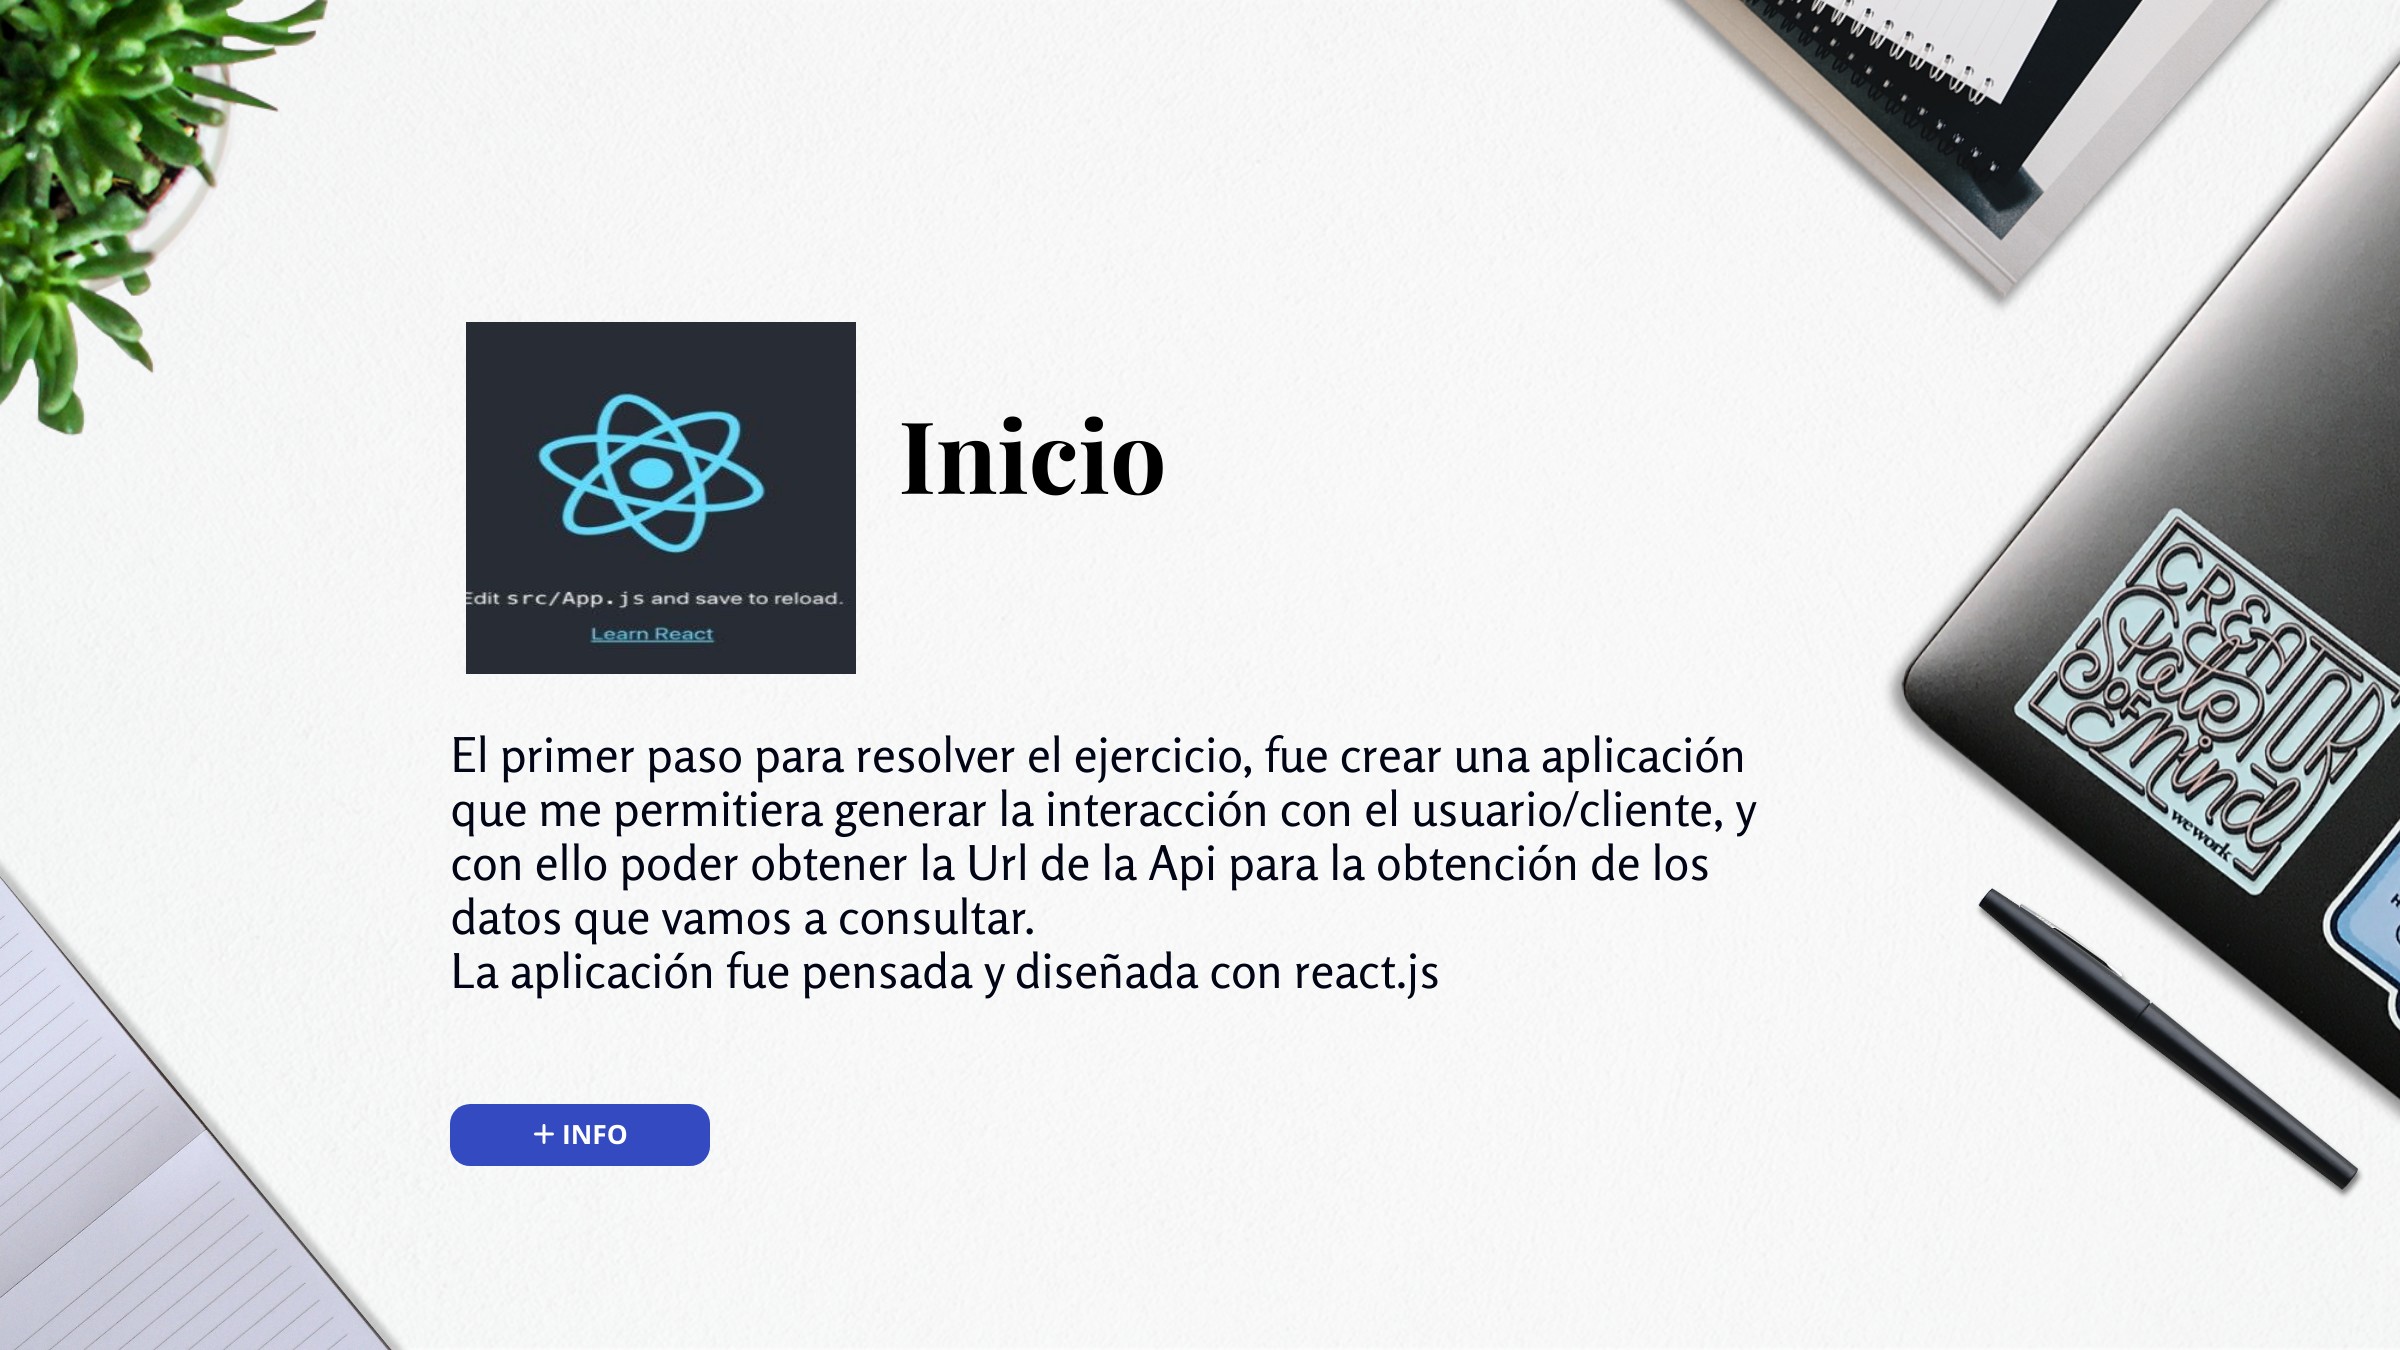 Inicio
Edit src/App.js and save to reload.
Learn React
El primer paso para resolver el ejercicio, fue crear una aplicación
que me permitiera generar la interacción con el usuario/cliente, y
con ello poder obtener la Url de la Api para la obtención de los
datos que vamos a consultar.
La aplicación fue pensada y diseñada con react.js
+ INFO
CREATOR
State
OF
Mind
wework